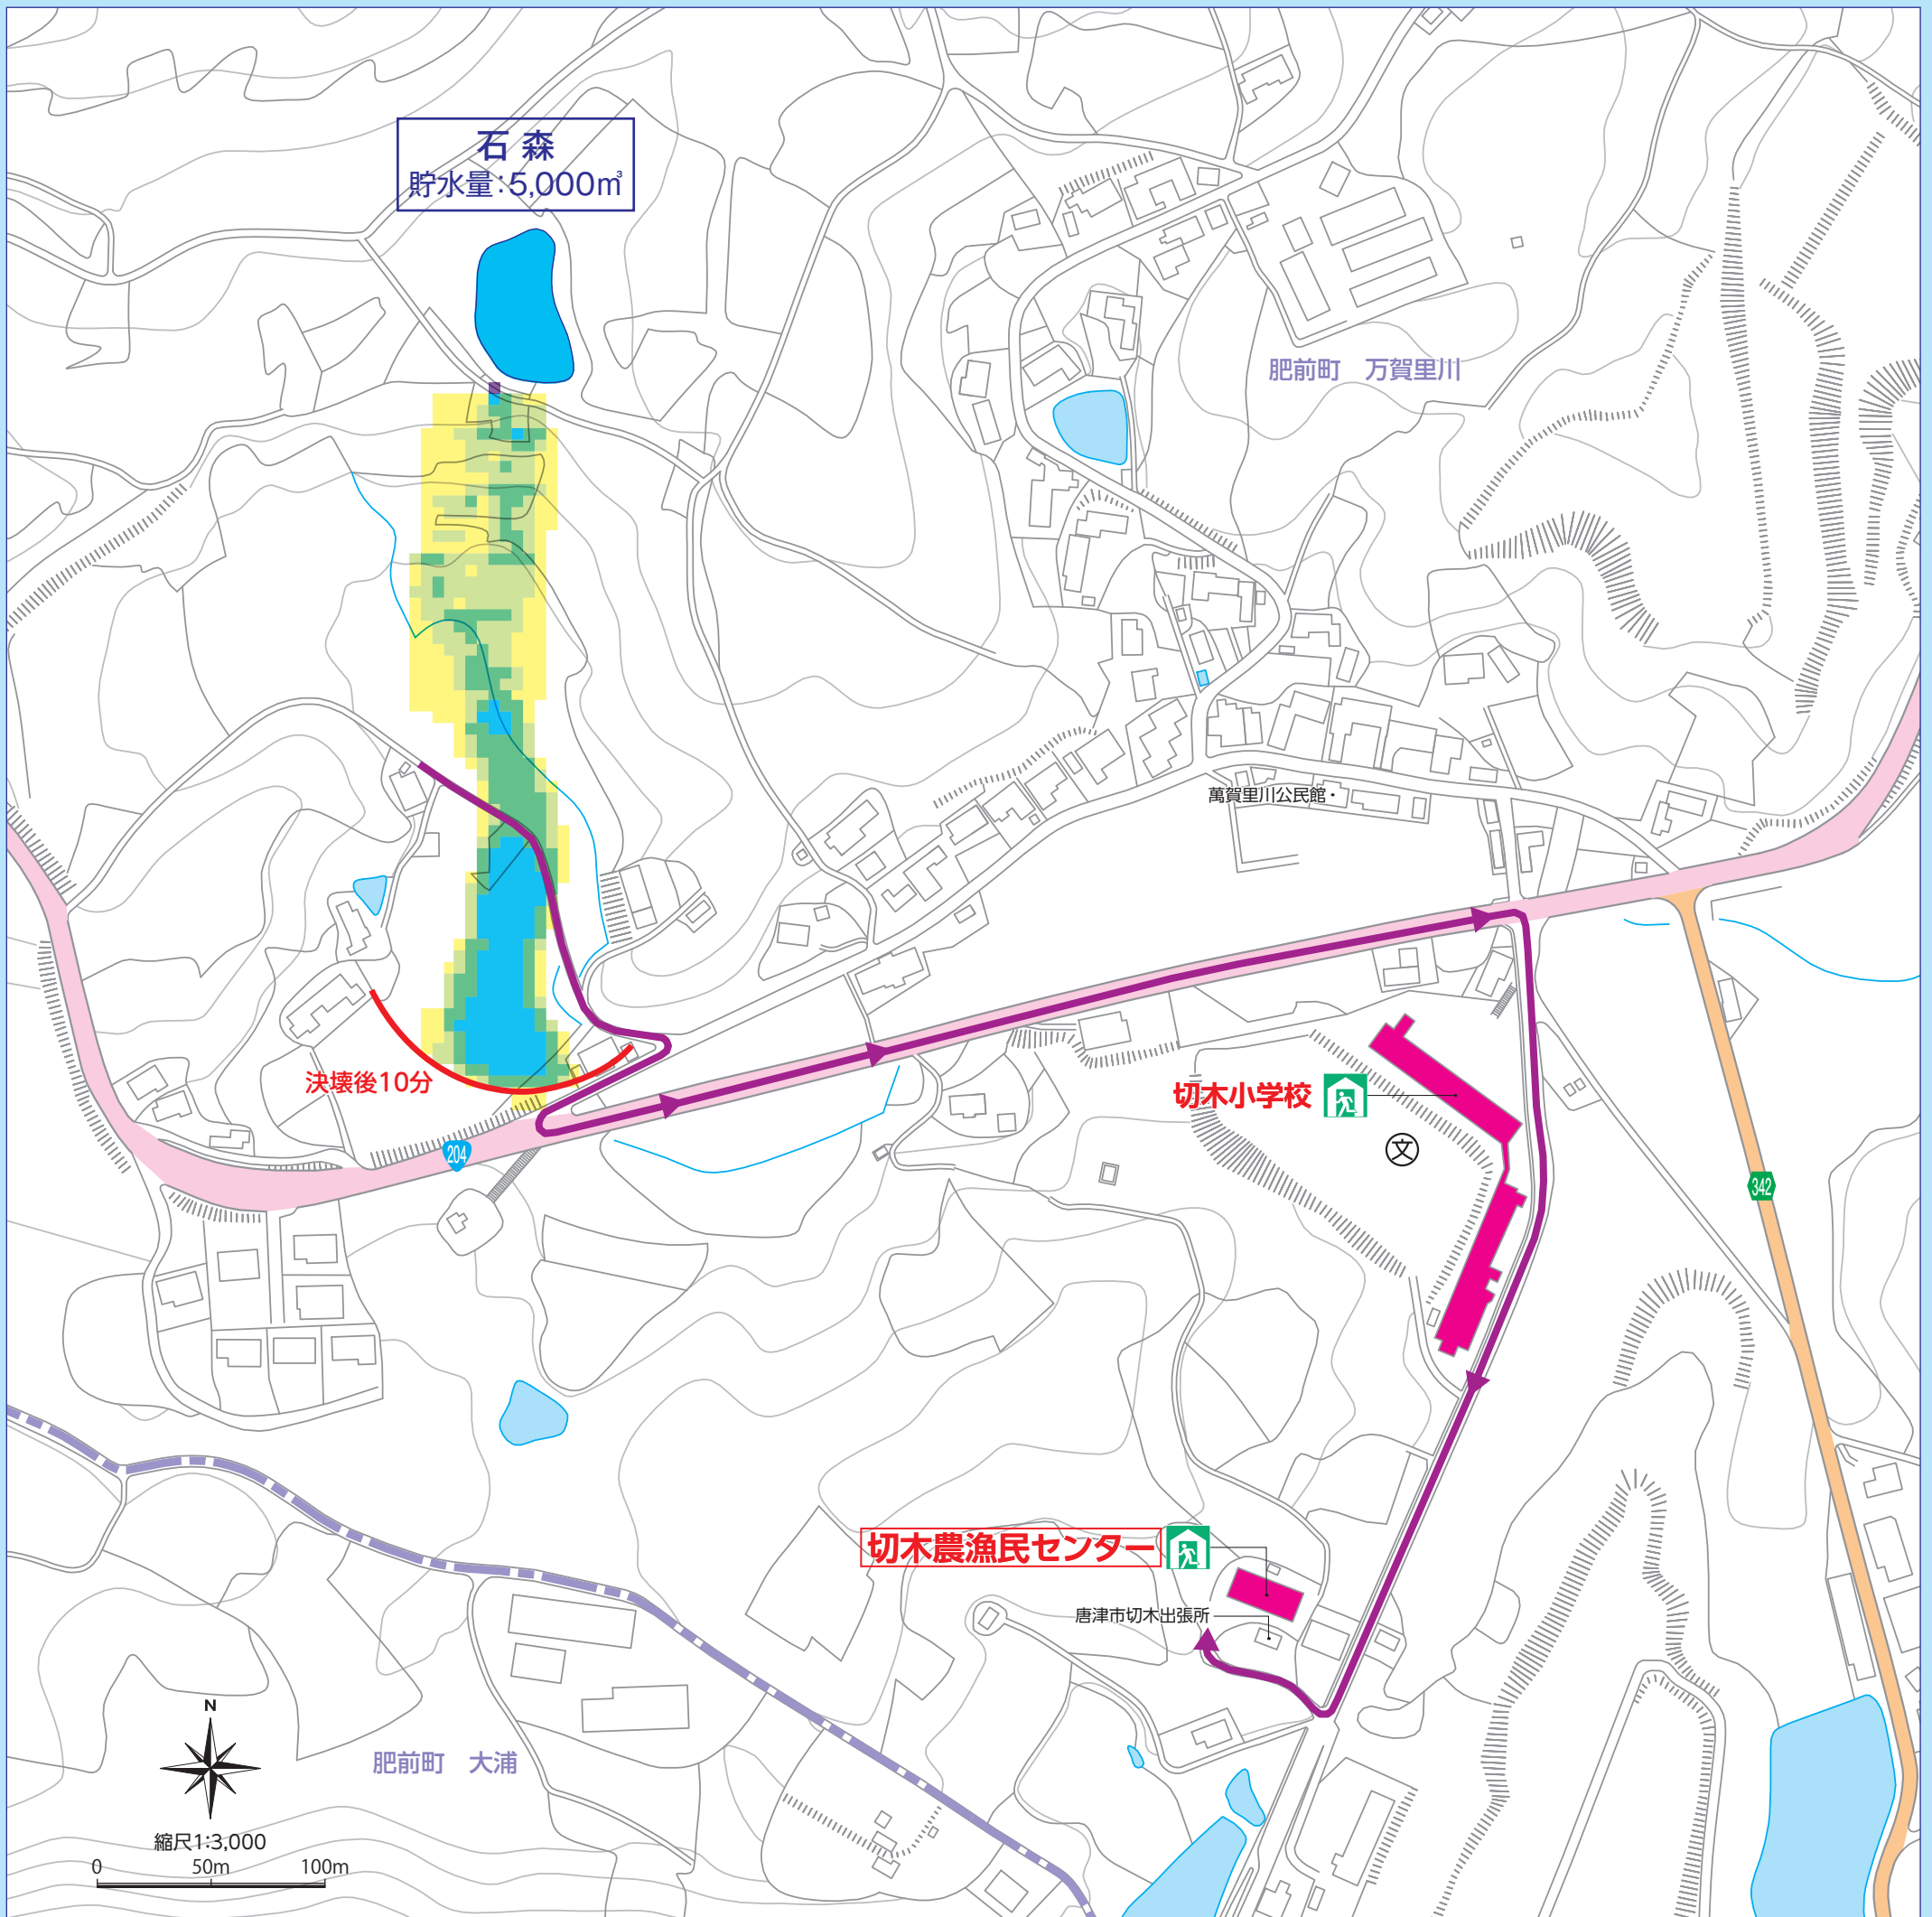 石森
貯水量：5,000㎥
肥前町　万賀里川
萬賀里川公民館・
決壊後10分
切木小学校
文
204
342
切木農漁民センター
唐津市切木出張所
N
肥前町　大浦
縮尺1:3,000
0 50m 100m